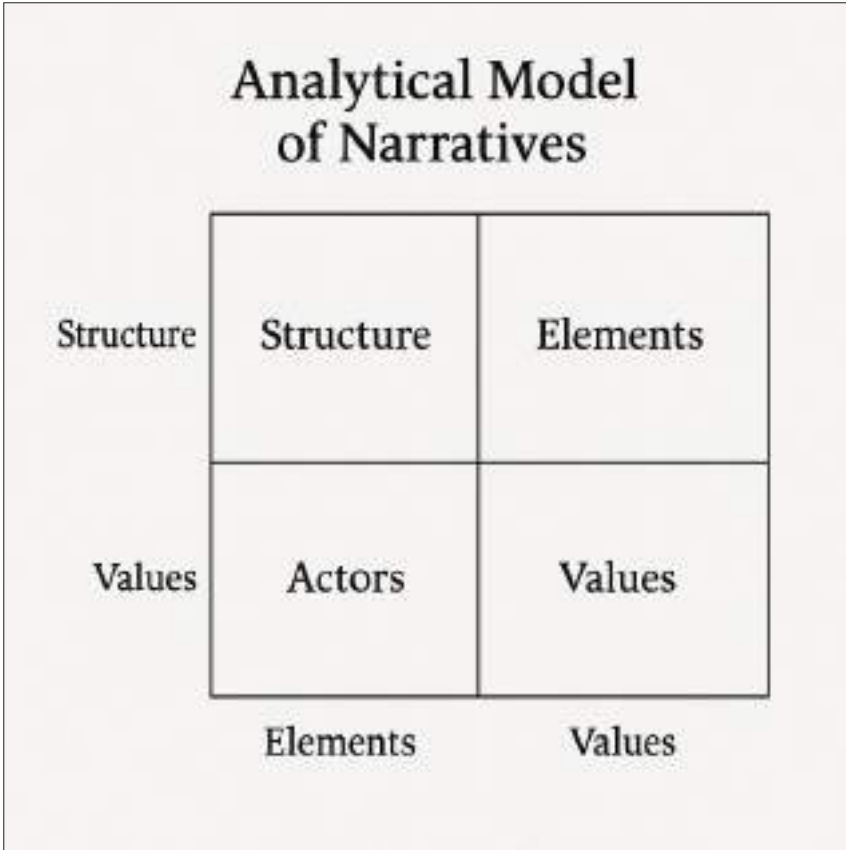 Analytical Model
of Narratives
Structure
Structure
Elements
Values
Actors
Values
Elements
Values